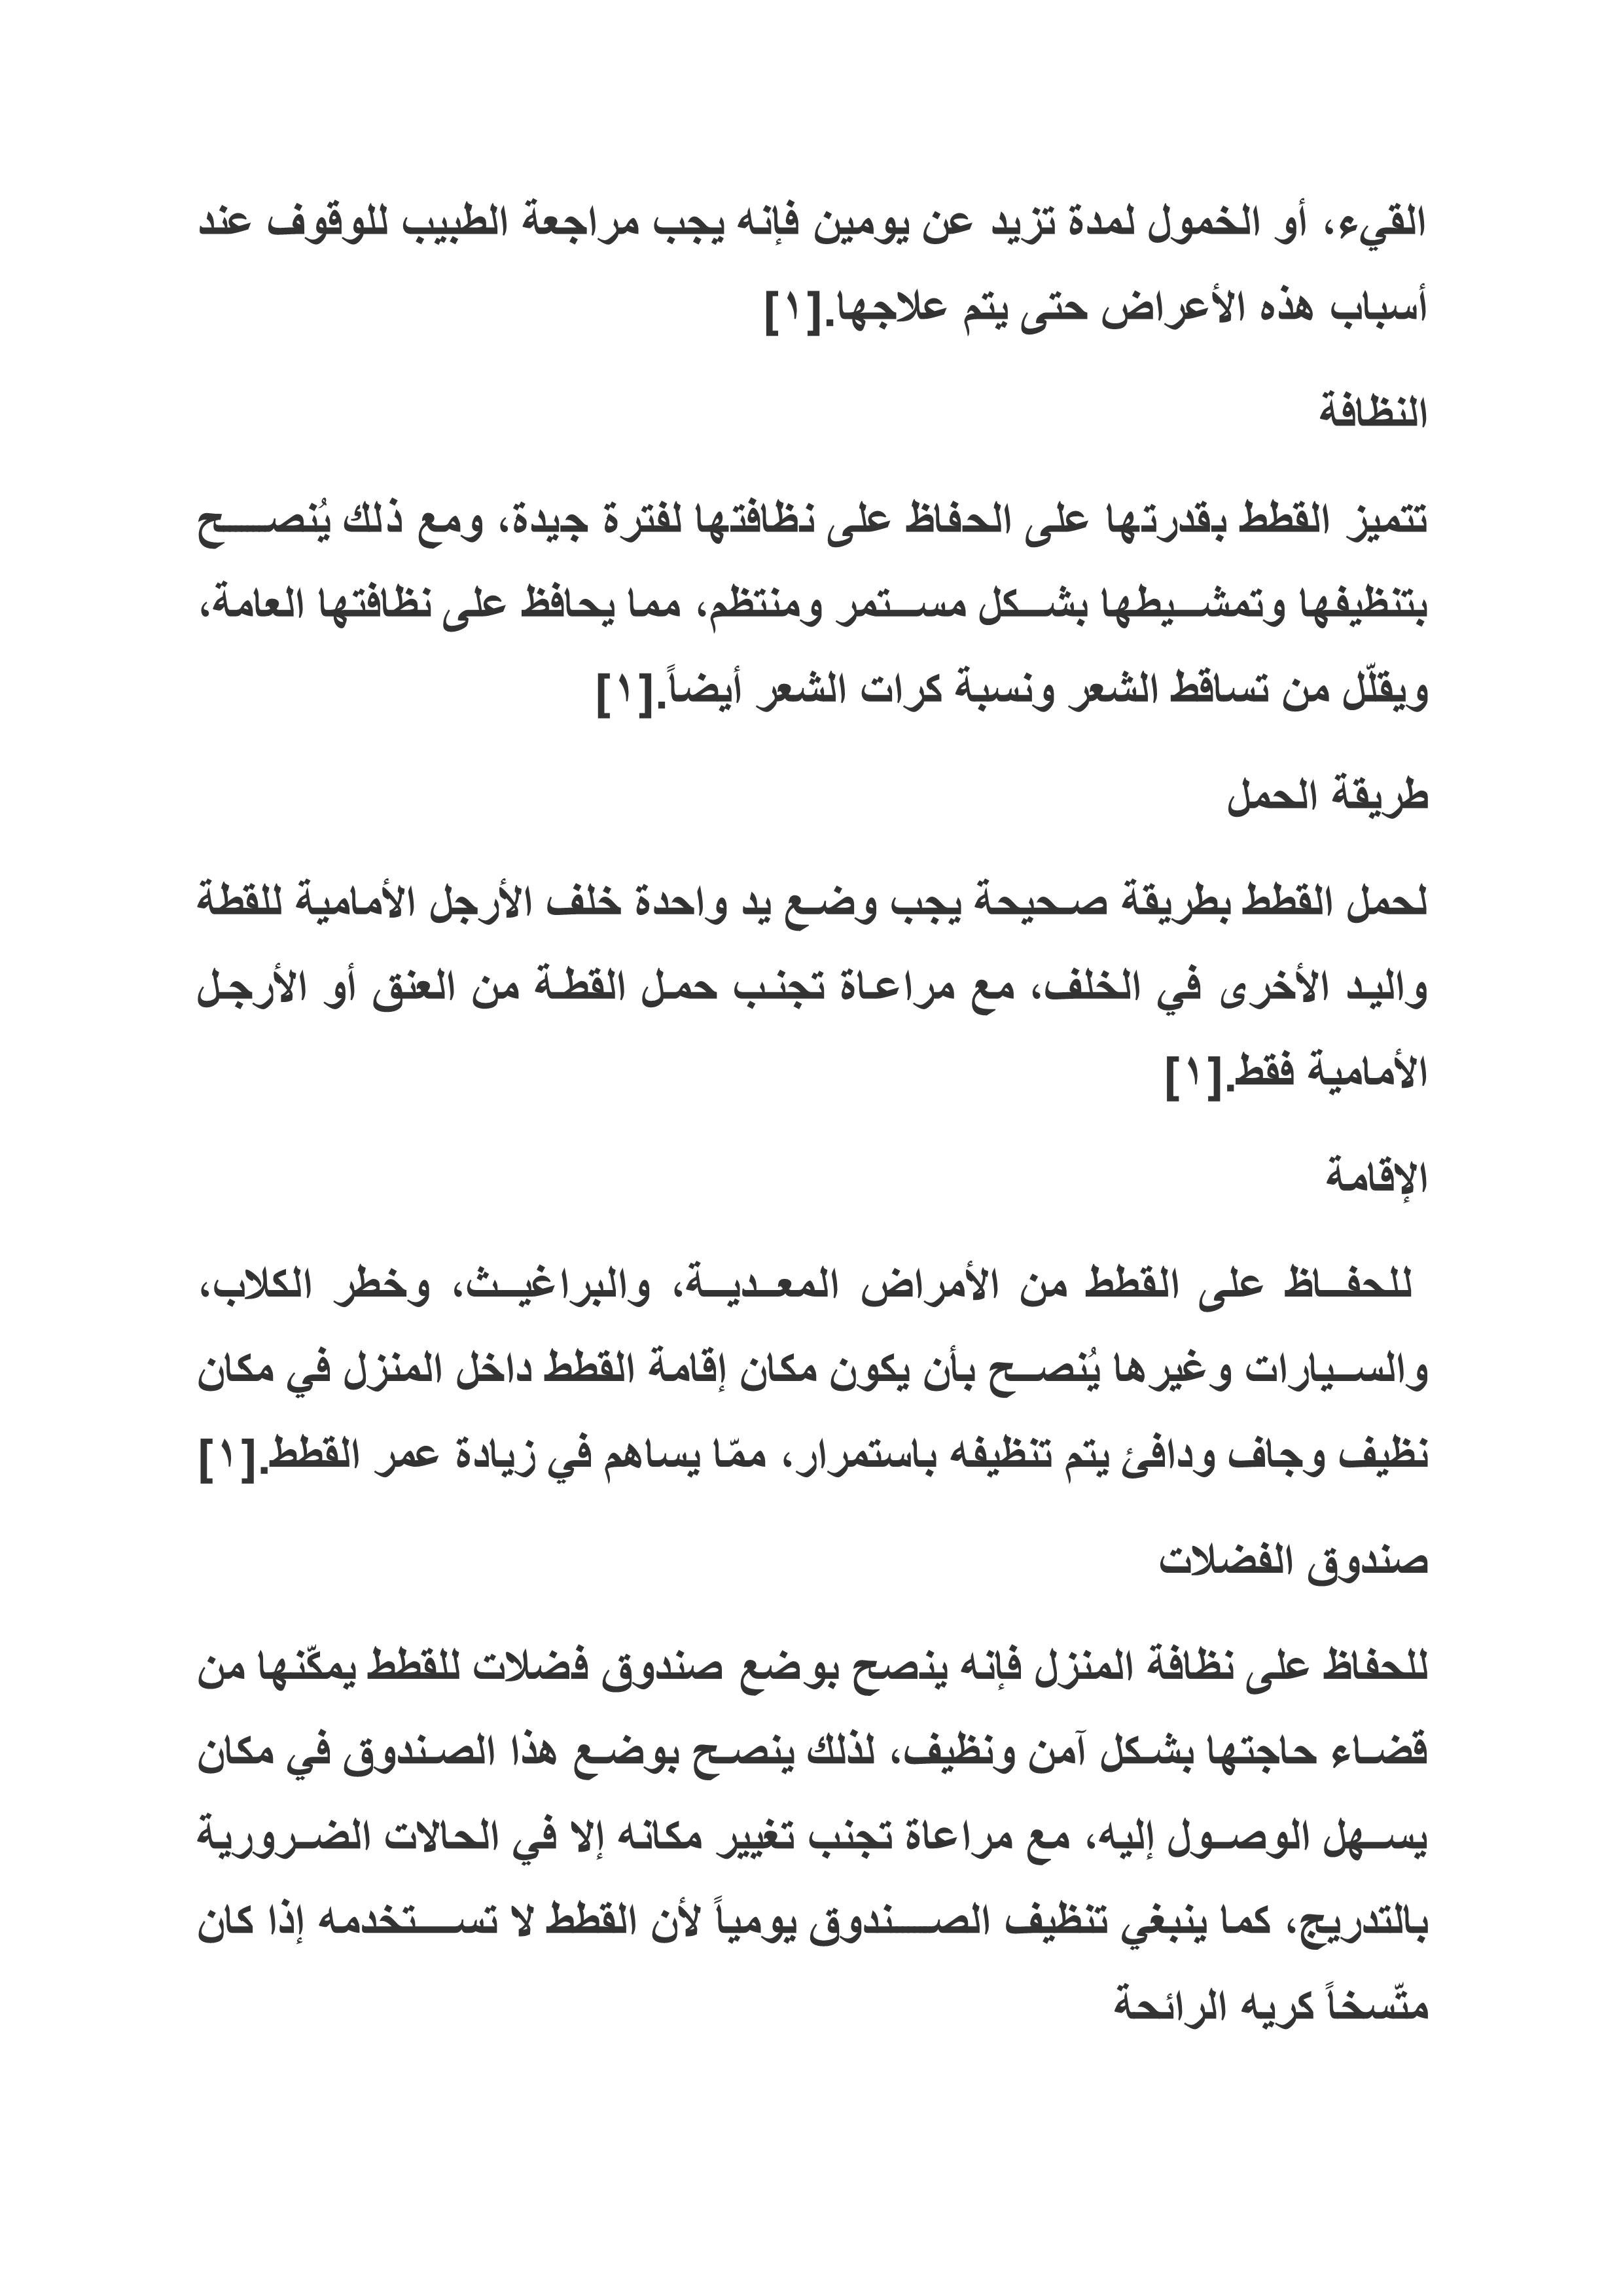 القيء، أو الخمول لمدة تزيد عن يومين فإنه يجب مراجعة الطبيب للوقوف عند
أسباب هذه الأعراض حتى يتم علاجها.[١]
النظافة
تتميز القطط بقدرتها على الحفاظ على نظافتها لفترة جيدة، ومع ذلك يُنصح
بتنظيفها وتمشيطها بشكل مستمر ومنتظم، مما يحافظ على نظافتها العامة،
ويقلّل من تساقط الشعر ونسبة كرات الشعر أيضاً.[١]
طريقة الحمل
لحمل القطط بطريقة صحيحة يجب وضع يد واحدة خلف الأرجل الأمامية للقطة
واليد الأخرى في الخلف، مع مراعاة تجنب حمل القطة من العنق أو الأرجل
الأمامية فقط.[١]
الإقامة
للحفاظ على القطط من الأمراض المعدية، والبراغيث، وخطر الكلاب،
والسيارات وغيرها يُنصح بأن يكون مكان إقامة القطط داخل المنزل في مكان
نظيف وجاف ودافئ يتم تنظيفه باستمرار، ممّا يساهم في زيادة عمر القطط.[١]
صندوق الفضلات
للحفاظ على نظافة المنزل فإنه ينصح بوضع صندوق فضلات للقطط يمكّنها من
قضاء حاجتها بشكل آمن ونظيف، لذلك ينصح بوضع هذا الصندوق في مكان
يسهل الوصول إليه، مع مراعاة تجنب تغيير مكانه إلا في الحالات الضرورية
بالتدريج، كما ينبغي تنظيف الصندوق يومياً لأن القطط لا تستخدمه إذا كان
متّسخاً كريه الرائحة